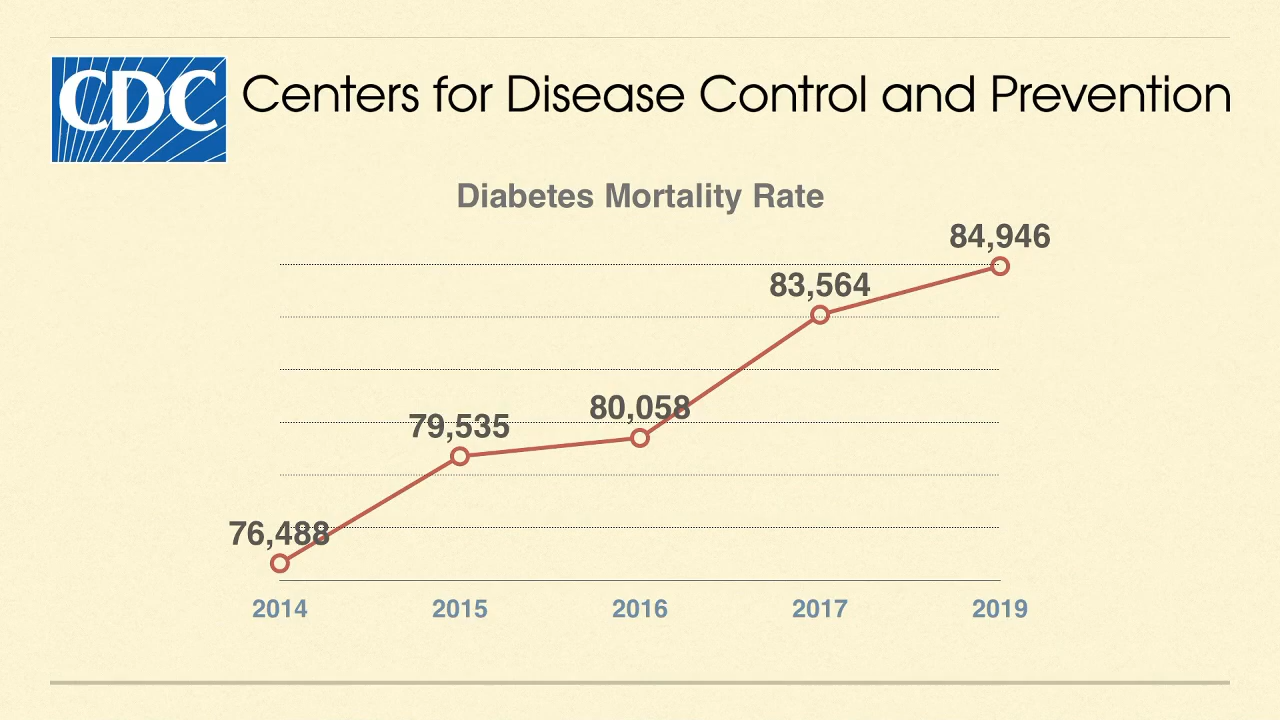 CDC
Centers for Disease Control and Prevention
Diabetes Mortality Rate
84,946
83,564
80,058
79,535
76,488
2014 2015 2016 2017 2019